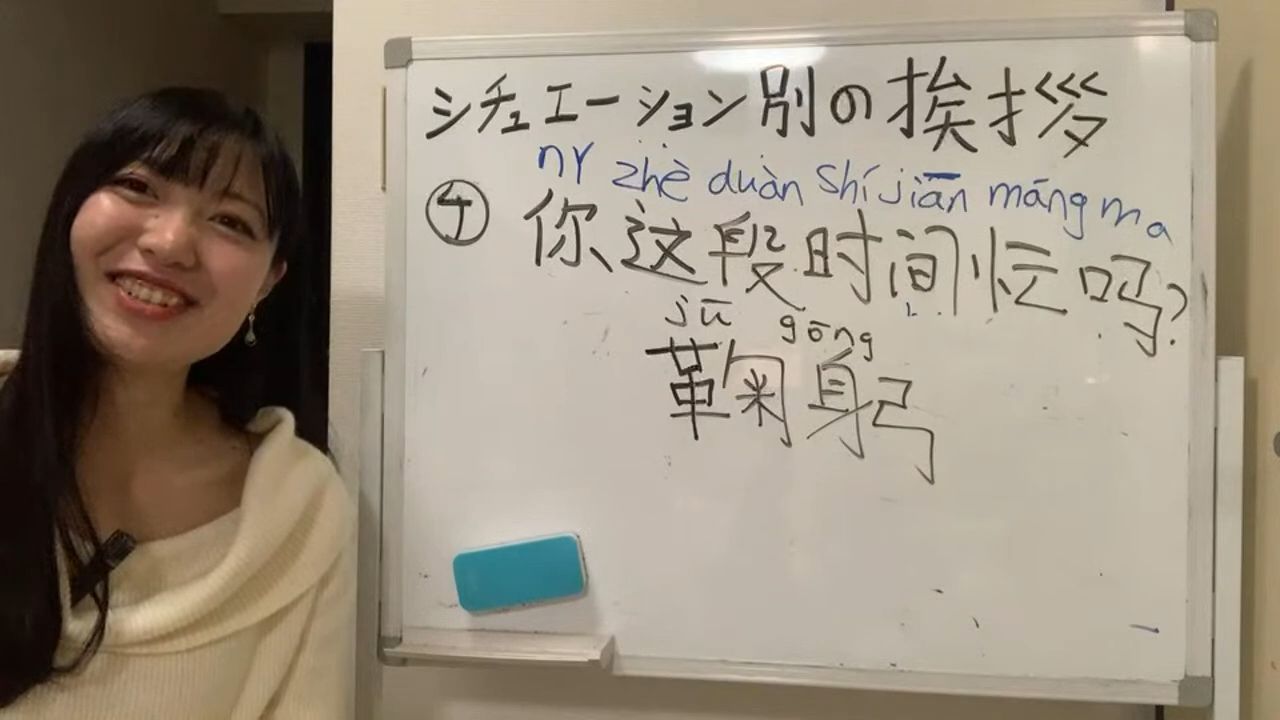 シチュエーション別の挨拶
nǐ zhè duàn shí jiān máng ma
④ 你这段时间忙吗?
jū gōng
鞠躬